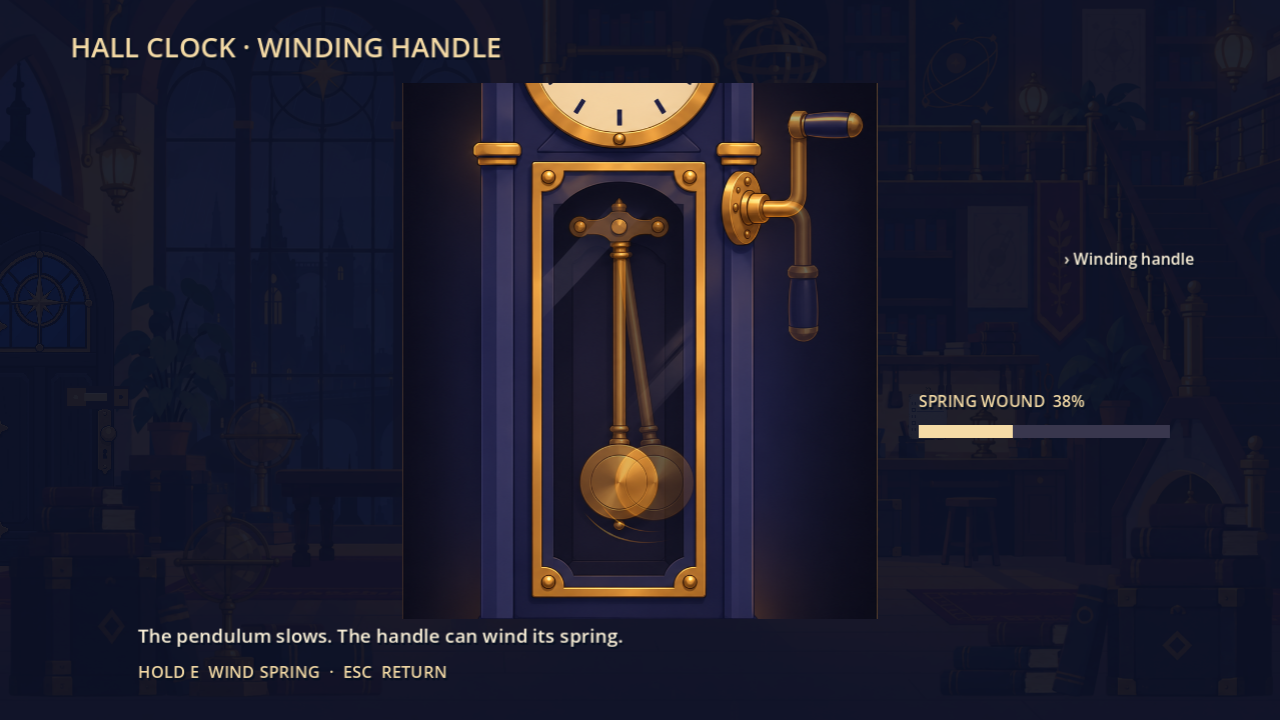 HALL CLOCK · WINDING HANDLE
› Winding handle
SPRING WOUND 38%
The pendulum slows. The handle can wind its spring.
HOLD E WIND SPRING · ESC RETURN